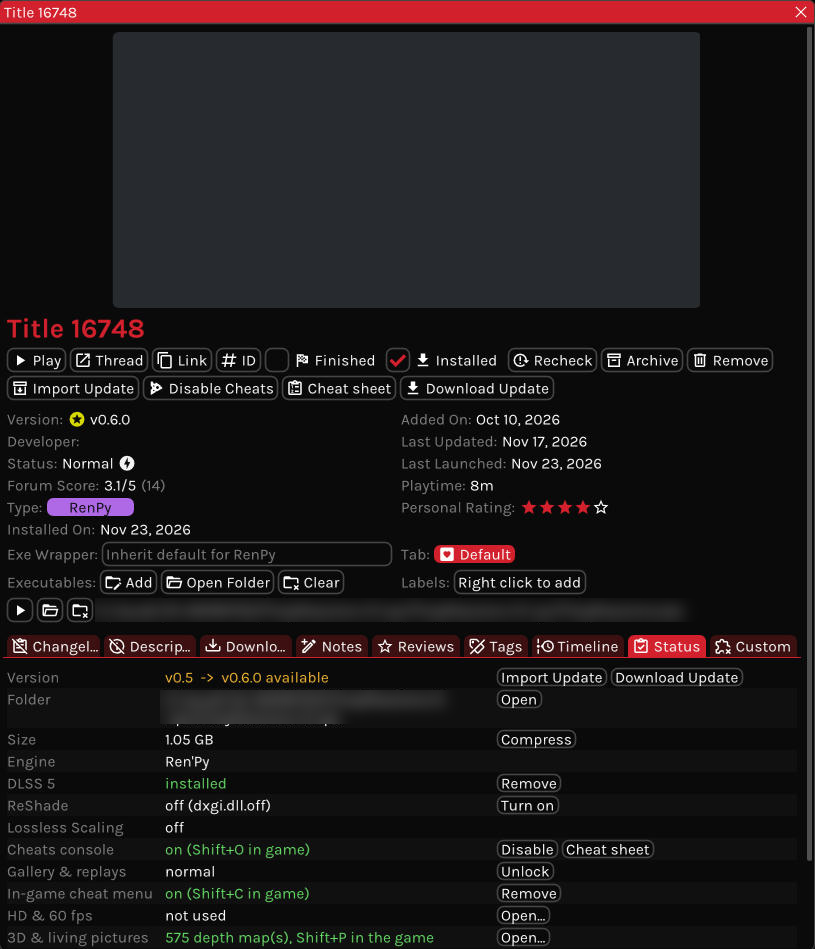 Title 16748
Title 16748
Play Thread Link # ID Finished Installed Recheck Archive Remove
Import Update Disable Cheats Cheat sheet Download Update
Version: v0.6.0 Added On: Oct 10, 2026
Developer: Last Updated: Nov 17, 2026
Status: Normal Last Launched: Nov 23, 2026
Forum Score: 3.1/5 (14) Playtime: 8m
Type: RenPy Personal Rating:
Installed On: Nov 23, 2026
Exe Wrapper: Inherit default for RenPy Tab: Default
Executables: Add Open Folder Clear Labels: Right click to add
Changel... Descrip... Downlo... Notes Reviews Tags Timeline Status Custom
Version v0.5 -> v0.6.0 available Import Update Download Update
Folder Open
Size 1.05 GB Compress
Engine Ren'Py
DLSS 5 installed Remove
ReShade off (dxgi.dll.off) Turn on
Lossless Scaling off
Cheats console on (Shift+O in game) Disable Cheat sheet
Gallery & replays normal Unlock
In-game cheat menu on (Shift+C in game) Remove
HD & 60 fps not used Open...
3D & living pictures 575 depth map(s), Shift+P in the game Open...